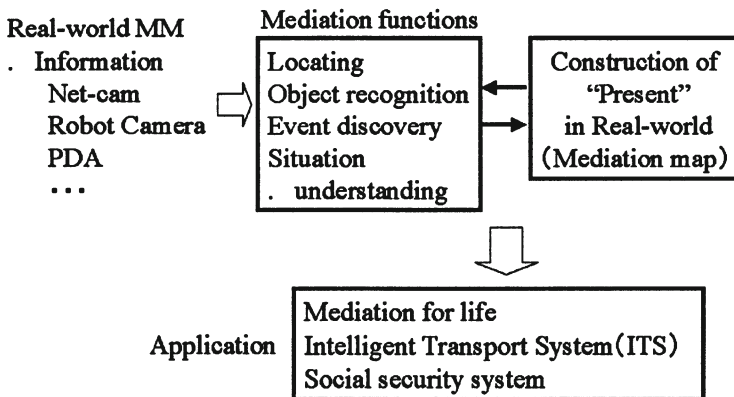 Real-world MM
. Information
Net-cam
Robot Camera
PDA
・・・
Mediation functions
Locating
Object recognition
Event discovery
Situation
. understanding
Construction of
“Present”
in Real-world
(Mediation map)
Application
Mediation for life
Intelligent Transport System(ITS)
Social security system